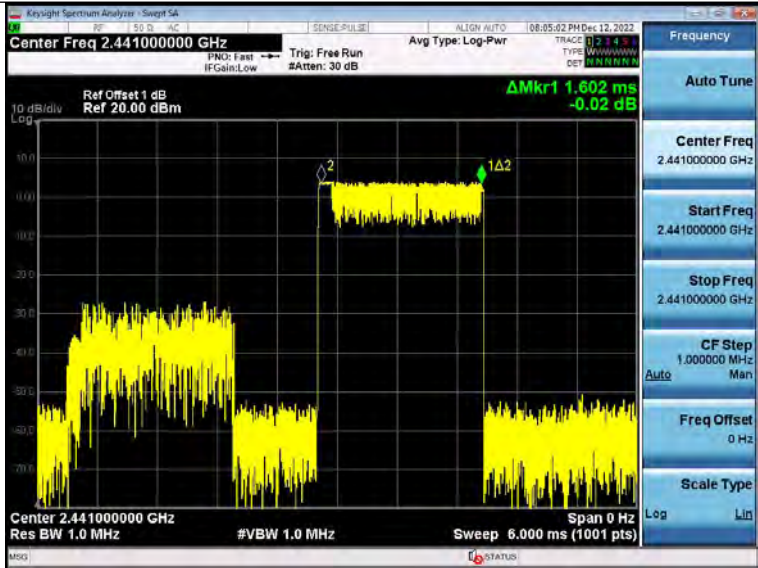 Keysight Spectrum Analyzer - Swept SA
RF 50 Ω AC SENSE:PULSE ALIGN AUTO 08:05:02 PM Dec 12, 2022
Center Freq 2.441000000 GHz
Avg Type: Log-Pwr
TRACE 1 2 3 4 5 6
PNO: Fast
Trig: Free Run
TYPE WWWWWW
IFGain:Low
#Atten: 30 dB
DET N N N N N N
ΔMkr1 1.602 ms
-0.02 dB
Ref Offset 1 dB
10 dB/div
Ref 20.00 dBm
Log
10.0
0.00
-10.0
-20.0
-30.0
-40.0
-50.0
-60.0
-70.0
2
1Δ2
Center 2.441000000 GHz
Span 0 Hz
Res BW 1.0 MHz
#VBW 1.0 MHz
Sweep 6.000 ms (1001 pts)
MSG
STATUS
Frequency
Auto Tune
Center Freq
2.441000000 GHz
Start Freq
2.441000000 GHz
Stop Freq
2.441000000 GHz
CF Step
1.000000 MHz
Auto Man
Freq Offset
0 Hz
Scale Type
Log Lin